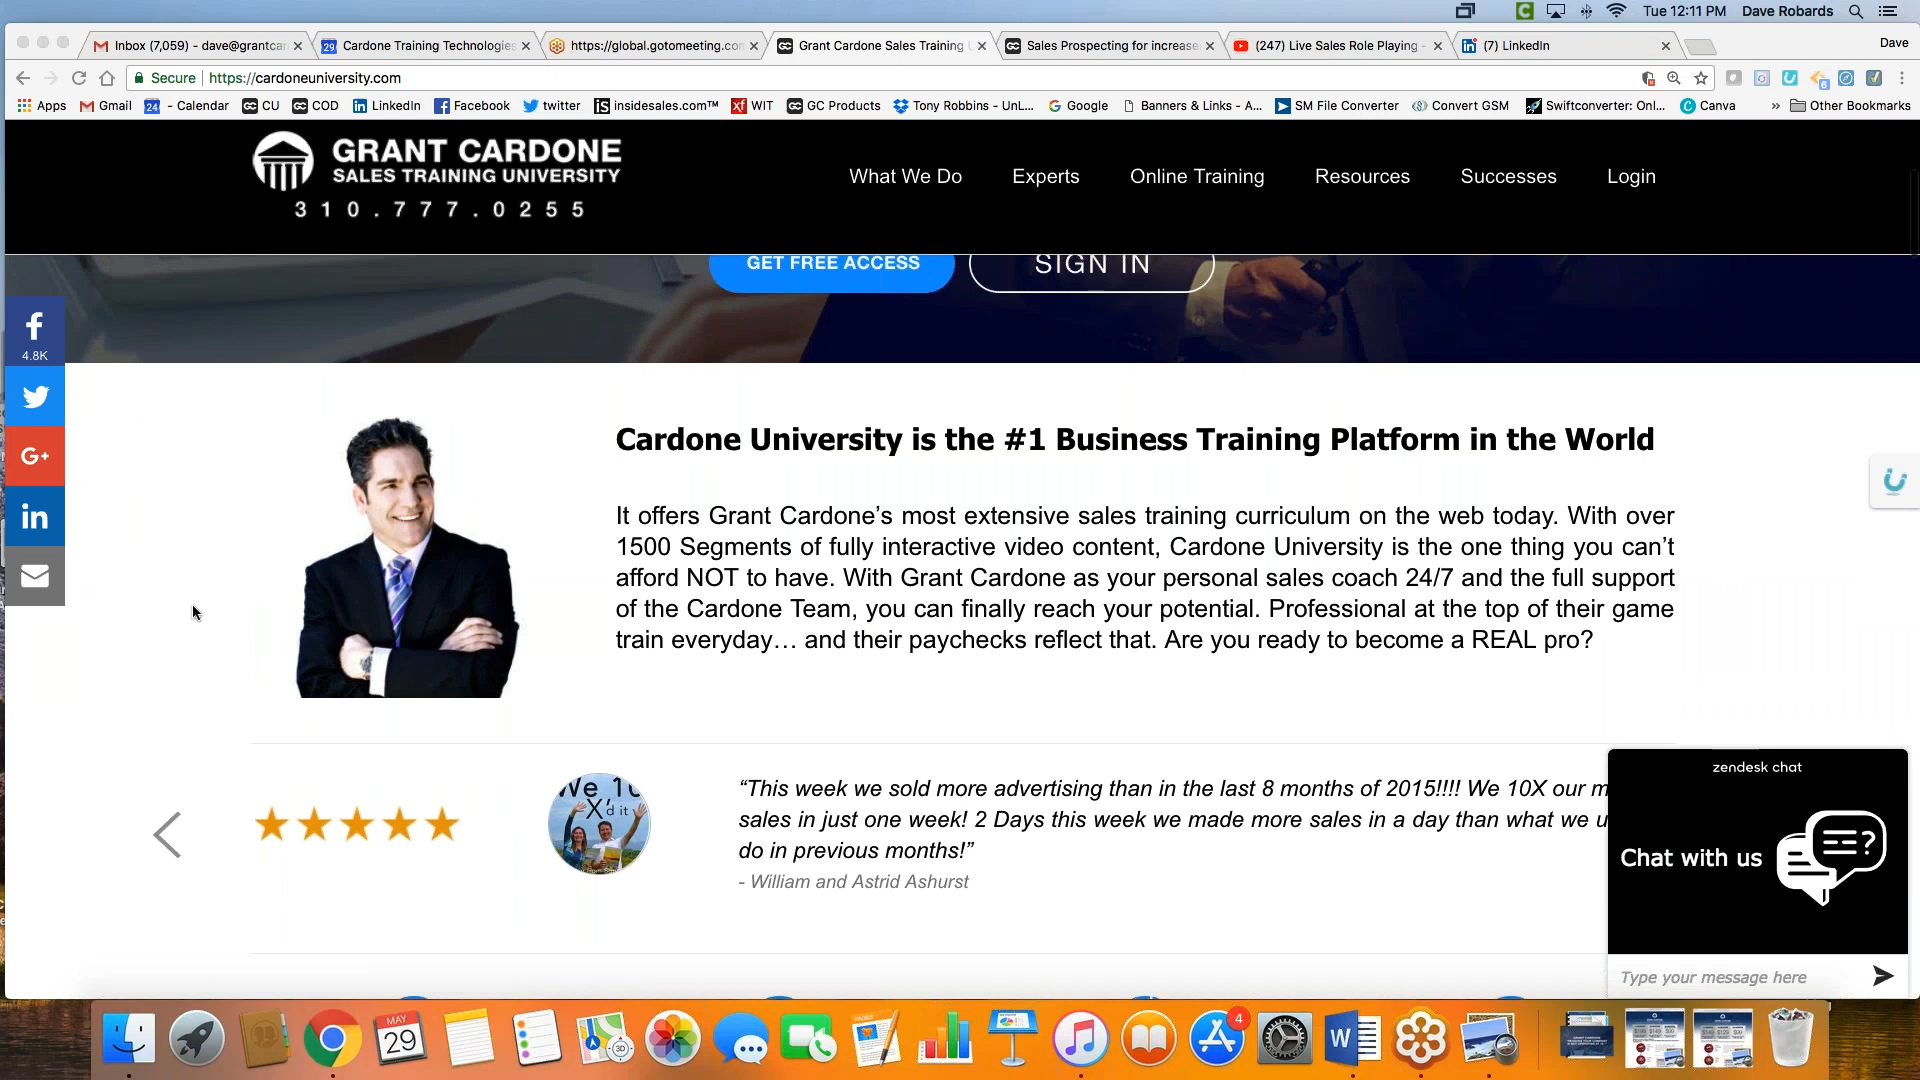 Tue 12:11 PM Dave Robards
Inbox (7,059) - dave@grantcar
Cardone Training Technologies
https://global.gotomeeting.co
Grant Cardone Sales Training U
Sales Prospecting for increase
(247) Live Sales Role Playing -
(7) LinkedIn
Dave
Secure https://cardoneuniversity.com
Apps Gmail - Calendar CU COD LinkedIn Facebook twitter insidesales.com™ WIT GC Products Tony Robbins - UnL... Google Banners & Links - A... SM File Converter Convert GSM Swiftconverter: Onl... Canva » Other Bookmarks
GRANT CARDONE
SALES TRAINING UNIVERSITY
310.777.0255
What We Do Experts Online Training Resources Successes Login
GET FREE ACCESS SIGN IN
4.8K
G+
in
Cardone University is the #1 Business Training Platform in the World
It offers Grant Cardone’s most extensive sales training curriculum on the web today. With over
1500 Segments of fully interactive video content, Cardone University is the one thing you can’t
afford NOT to have. With Grant Cardone as your personal sales coach 24/7 and the full support
of the Cardone Team, you can finally reach your potential. Professional at the top of their game
train everyday… and their paychecks reflect that. Are you ready to become a REAL pro?
We 10
X'd it
“This week we sold more advertising than in the last 8 months of 2015!!!! We 10X our m
sales in just one week! 2 Days this week we made more sales in a day than what we u
do in previous months!”
- William and Astrid Ashurst
zendesk chat
Chat with us
Type your message here
MAY
29
PAGES
3D
4
W